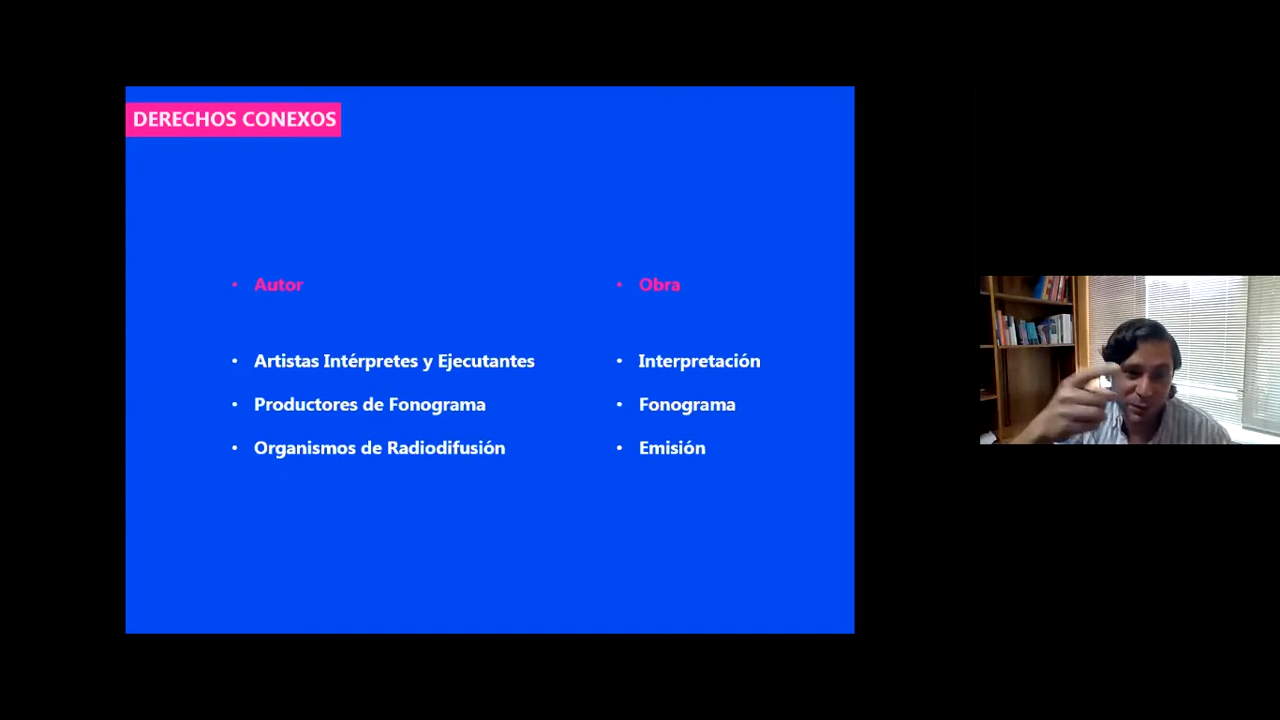 DERECHOS CONEXOS
• Autor
• Obra
• Artistas Intérpretes y Ejecutantes
• Interpretación
• Productores de Fonograma
• Fonograma
• Organismos de Radiodifusión
• Emisión